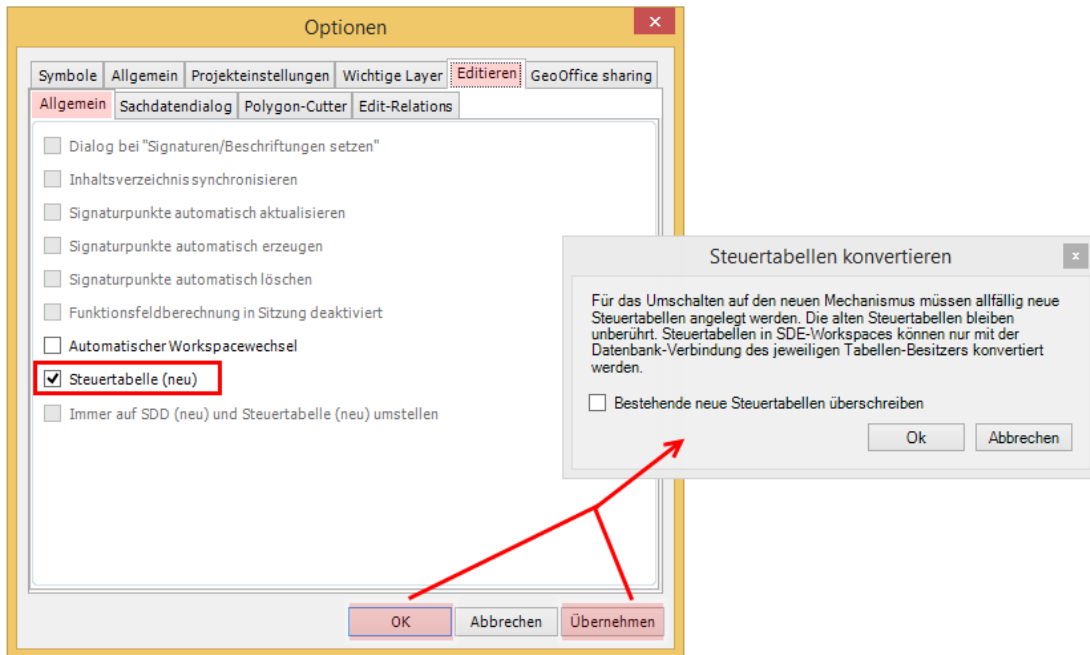 Optionen
Symbole Allgemein Projekteinstellungen Wichtige Layer Editieren GeoOffice sharing
Allgemein Sachdatendialog Polygon-Cutter Edit-Relations
Dialog bei "Signaturen/Beschriftungen setzen"
Inhaltsverzeichnis synchronisieren
Signaturpunkte automatisch aktualisieren
Signaturpunkte automatisch erzeugen
Signaturpunkte automatisch löschen
Funktionsfeldberechnung in Sitzung deaktiviert
Automatischer Workspacewechsel
Steuertabelle (neu)
Immer auf SDD (neu) und Steuertabelle (neu) umstellen
OK Abbrechen Übernehmen
Steuertabellen konvertieren
Für das Umschalten auf den neuen Mechanismus müssen allfällig neue
Steuertabellen angelegt werden. Die alten Steuertabellen bleiben
unberührt. Steuertabellen in SDE-Workspaces können nur mit der
Datenbank-Verbindung des jeweiligen Tabellen-Besitzers konvertiert
werden.
Bestehende neue Steuertabellen überschreiben
Ok Abbrechen